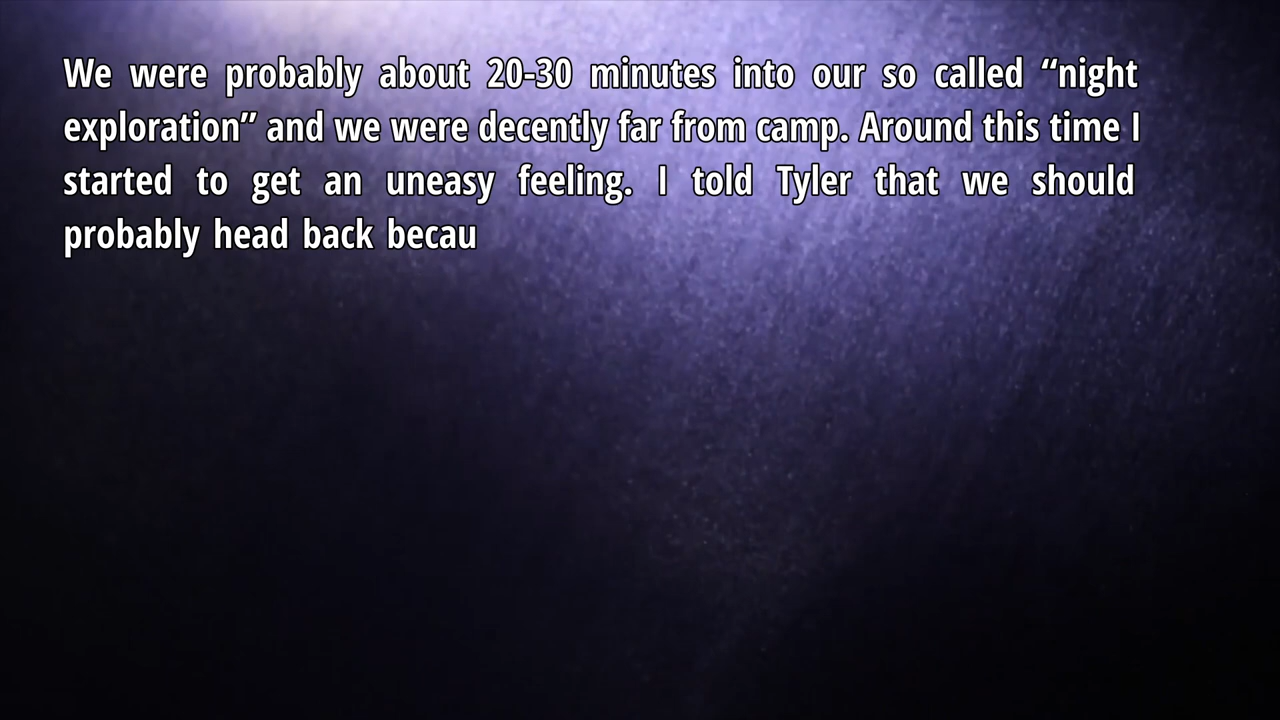 We were probably about 20-30 minutes into our so called “night
exploration” and we were decently far from camp. Around this time I
started to get an uneasy feeling. I told Tyler that we should
probably head back becau